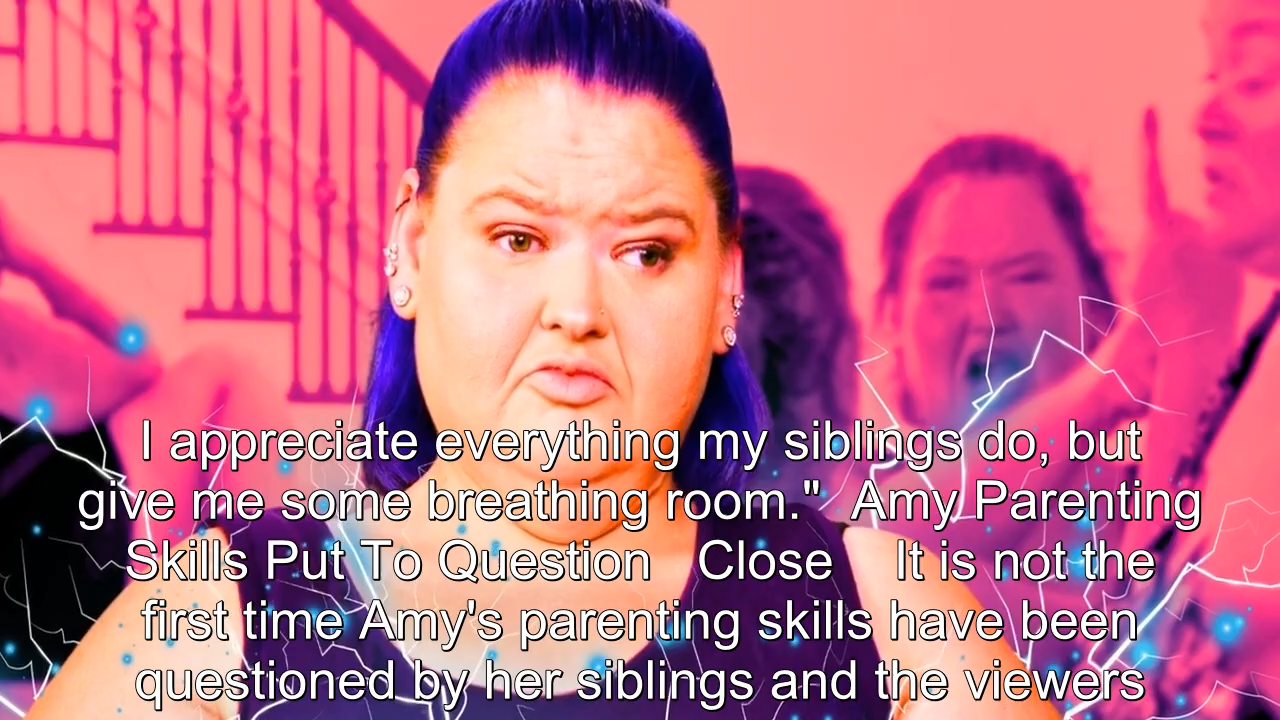 I appreciate everything my siblings do, but
give me some breathing room." Amy Parenting
Skills Put To Question Close It is not the
first time Amy's parenting skills have been
questioned by her siblings and the viewers